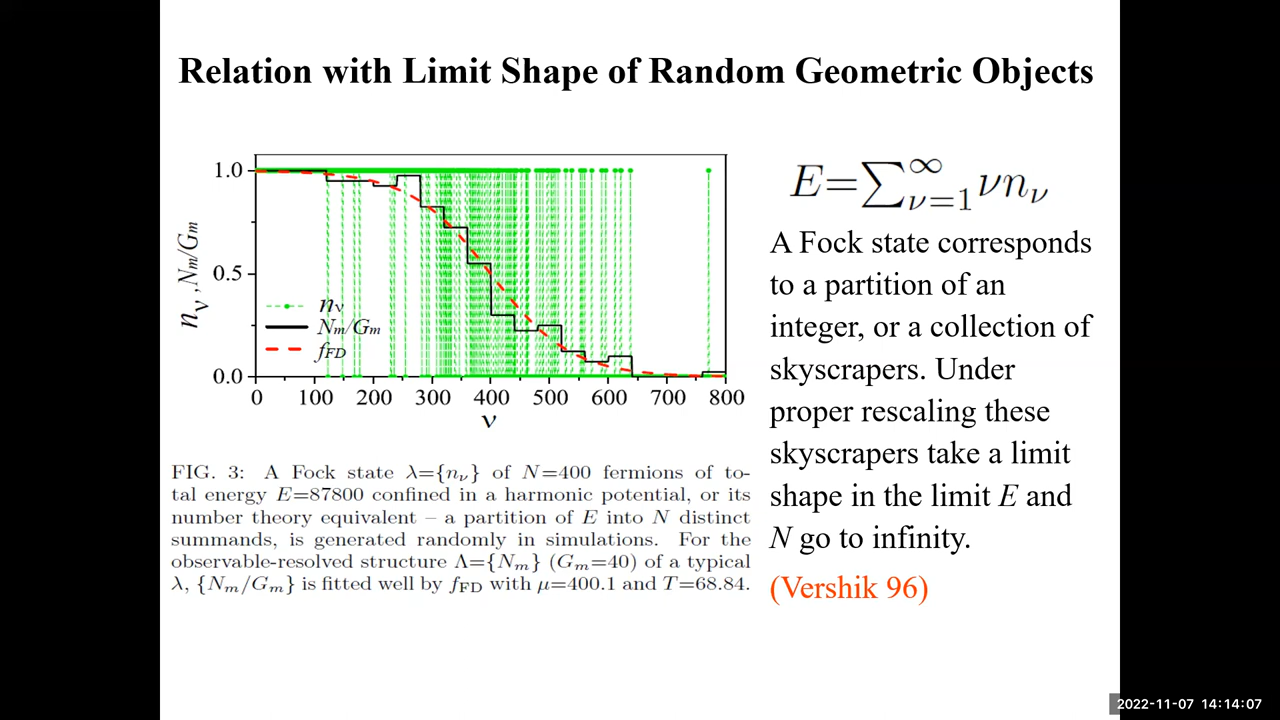 Relation with Limit Shape of Random Geometric Objects
1.0
0.5
0.0
n_ν , N_m/G_m
n_ν
N_m/G_m
f_FD
0 100 200 300 400 500 600 700 800
ν
E=∑_{ν=1}^{∞} νn_ν
A Fock state corresponds
to a partition of an
integer, or a collection of
skyscrapers. Under
proper rescaling these
skyscrapers take a limit
shape in the limit E and
N go to infinity.
(Vershik 96)
FIG. 3: A Fock state λ={n_ν} of N=400 fermions of to-
tal energy E=87800 confined in a harmonic potential, or its
number theory equivalent – a partition of E into N distinct
summands, is generated randomly in simulations. For the
observable-resolved structure Λ={N_m} (G_m=40) of a typical
λ, {N_m/G_m} is fitted well by f_FD with μ=400.1 and T=68.84.
2022-11-07 14:14:07